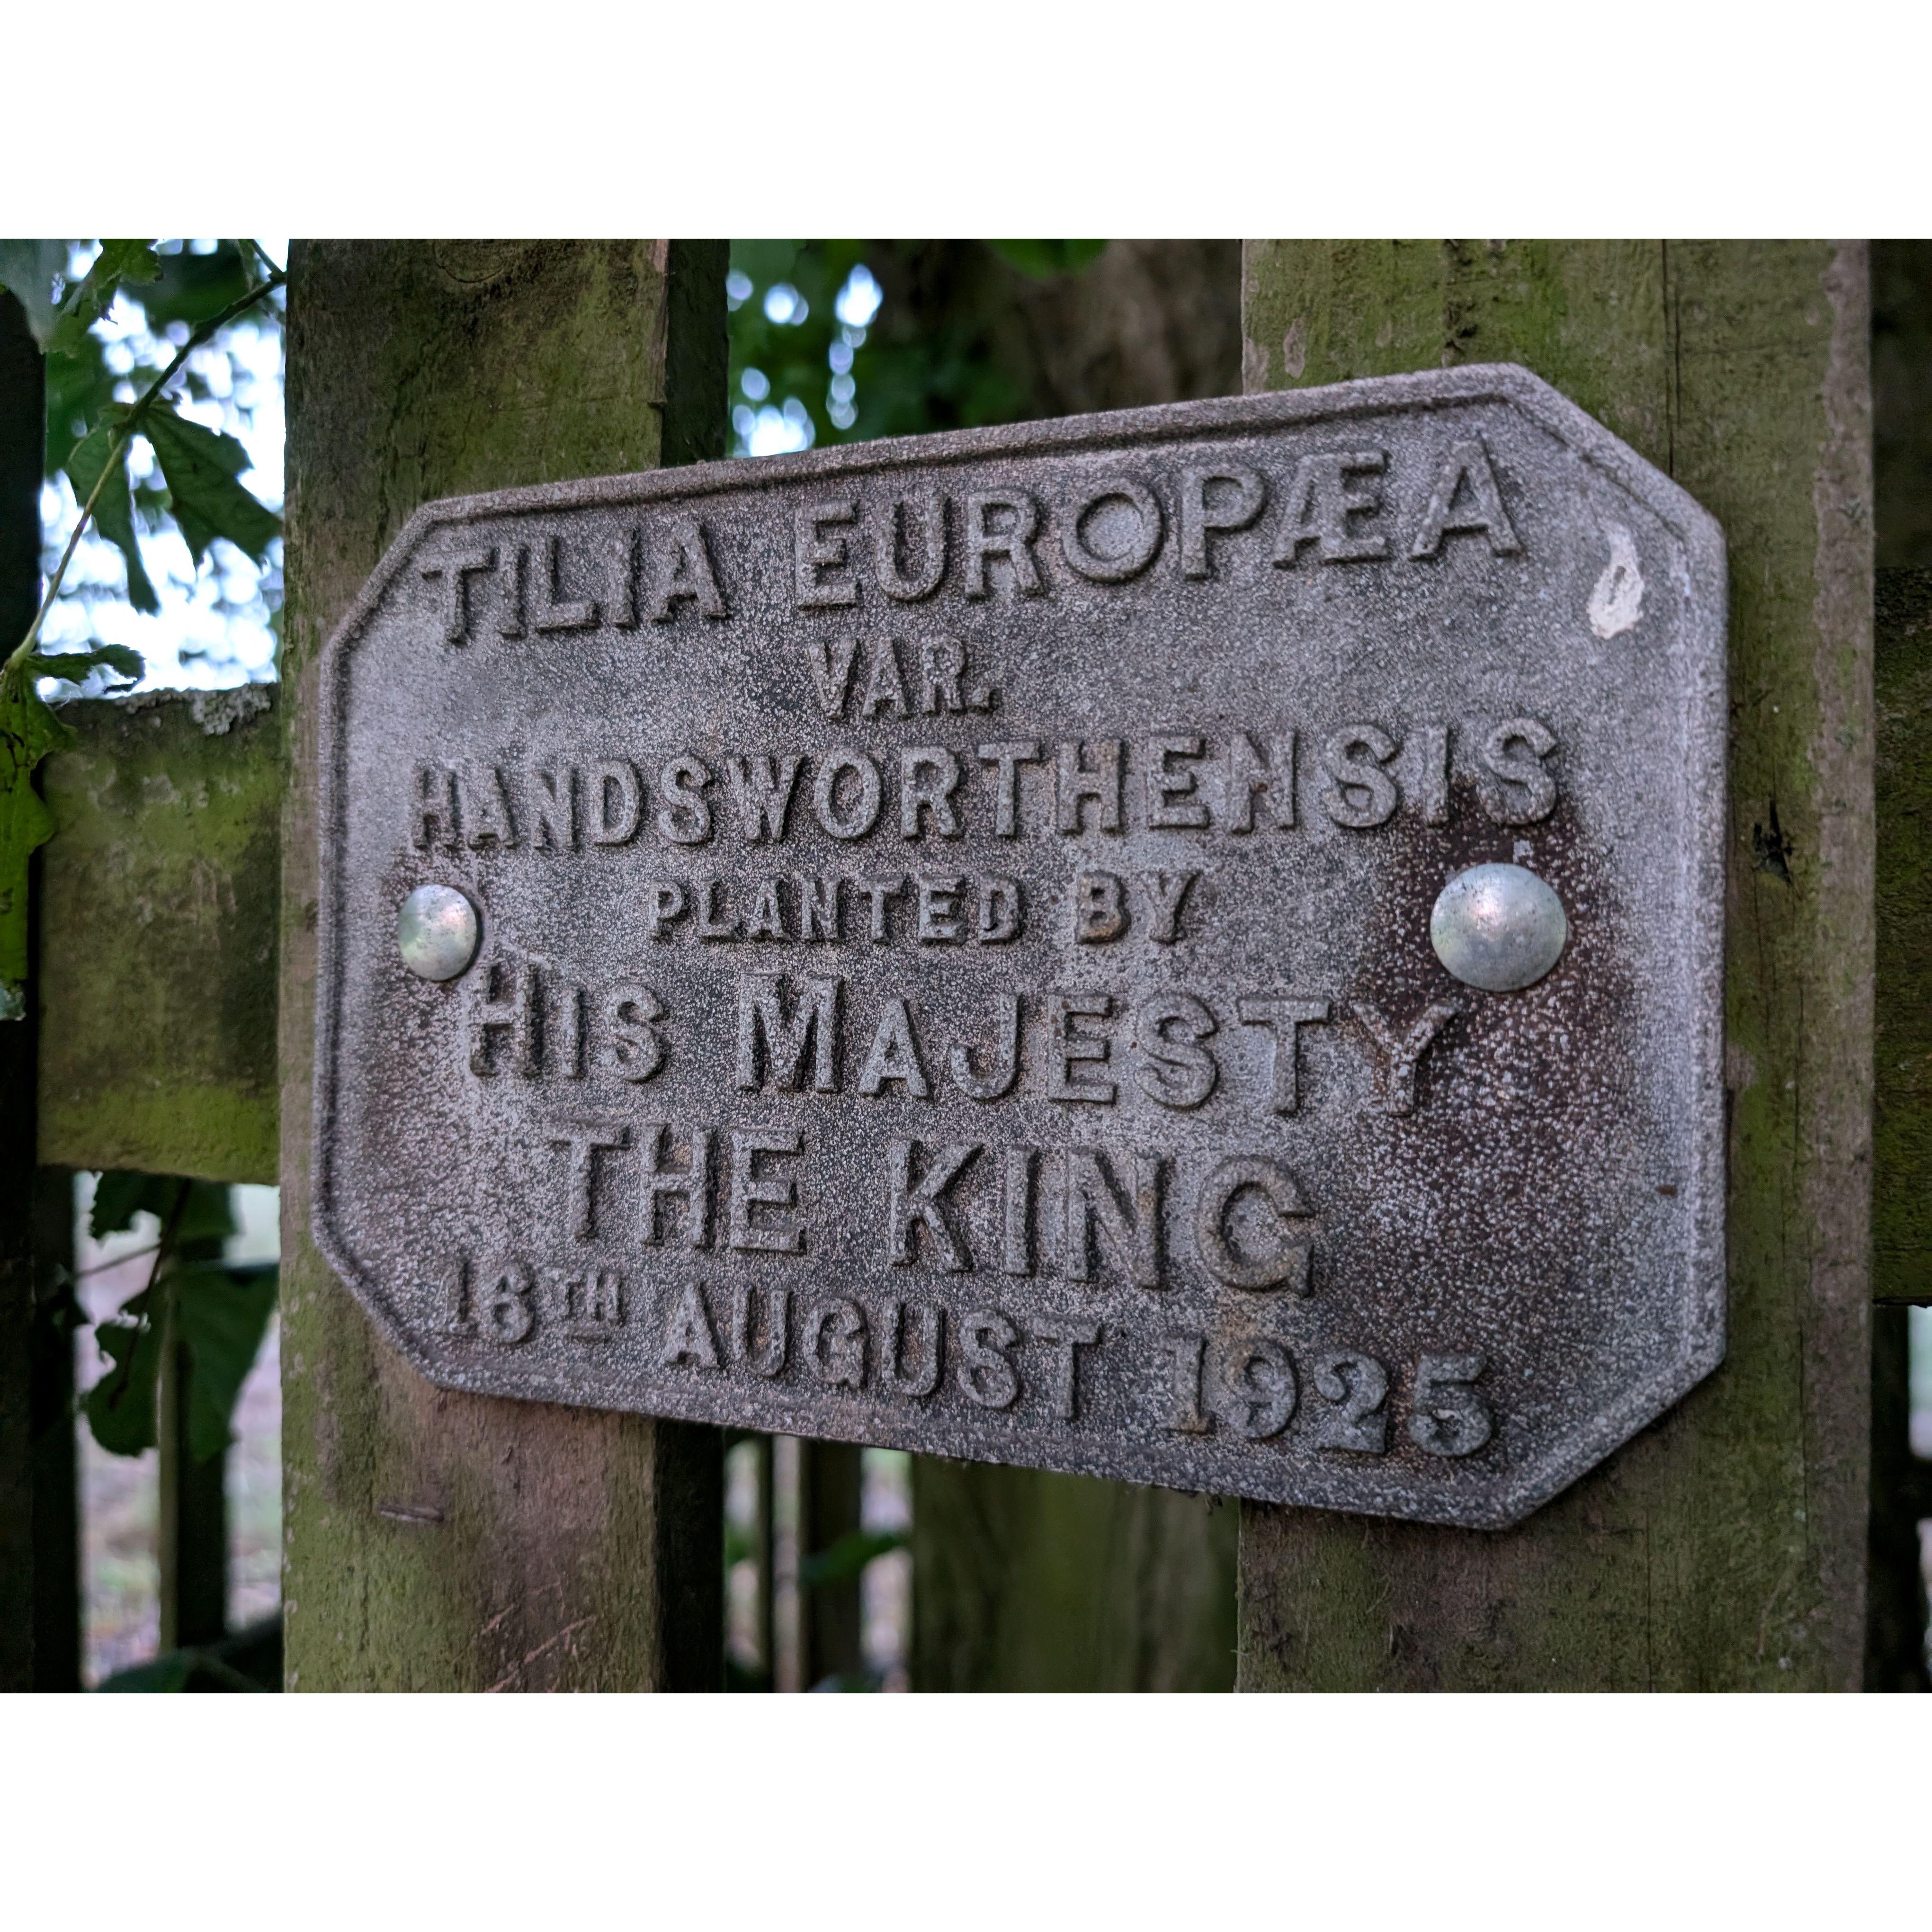 TILIA EUROPÆA
VAR.
HANDSWORTHENSIS
PLANTED BY
HIS MAJESTY
THE KING
16TH AUGUST 1925